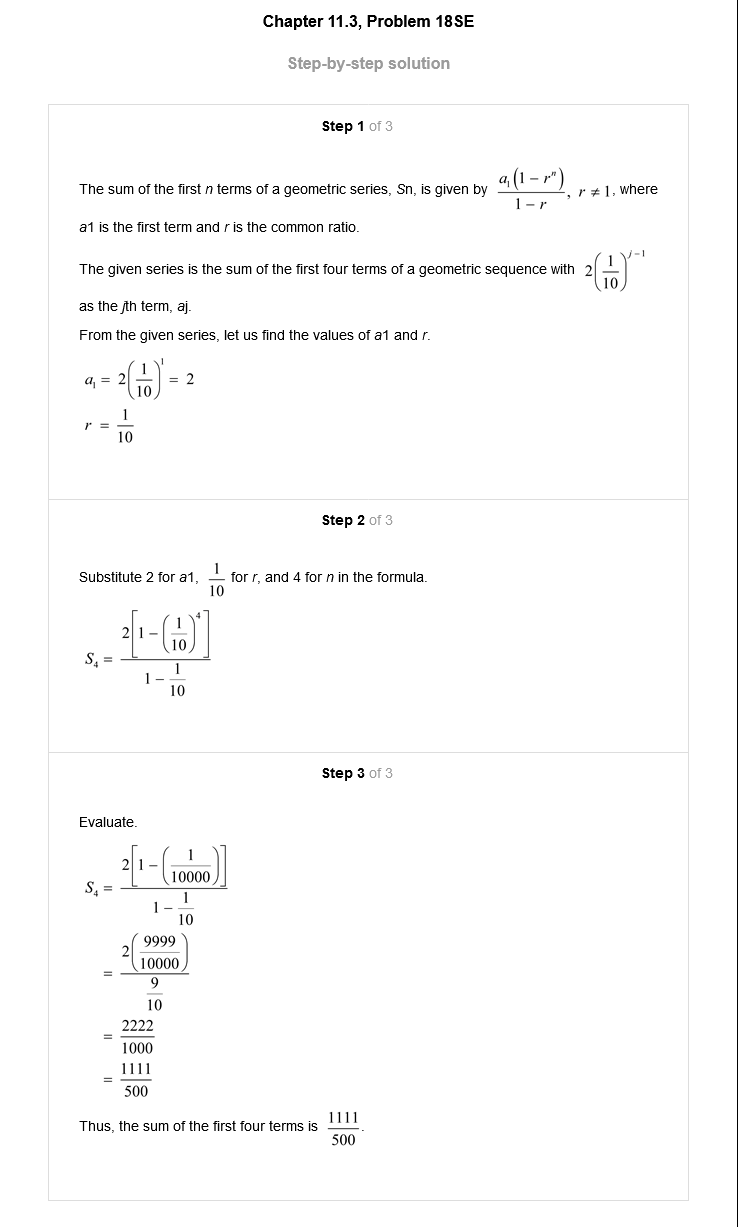 Chapter 11.3, Problem 18SE
Step-by-step solution
Step 1 of 3
The sum of the first n terms of a geometric series, Sn, is given by \frac{a_1(1 - r^n)}{1 - r}, r ≠ 1, where
a1 is the first term and r is the common ratio.
The given series is the sum of the first four terms of a geometric sequence with 2\left(\frac{1}{10}\right)^{j-1}
as the jth term, aj.
From the given series, let us find the values of a1 and r.
a_1 = 2\left(\frac{1}{10}\right)^1 = 2
r = \frac{1}{10}
Step 2 of 3
Substitute 2 for a1, \frac{1}{10} for r, and 4 for n in the formula.
S_4 = \frac{2\left[1 - \left(\frac{1}{10}\right)^4\right]}{1 - \frac{1}{10}}
Step 3 of 3
Evaluate.
S_4 = \frac{2\left[1 - \left(\frac{1}{10000}\right)\right]}{1 - \frac{1}{10}}
= \frac{2\left(\frac{9999}{10000}\right)}{\frac{9}{10}}
= \frac{2222}{1000}
= \frac{1111}{500}
Thus, the sum of the first four terms is \frac{1111}{500}.